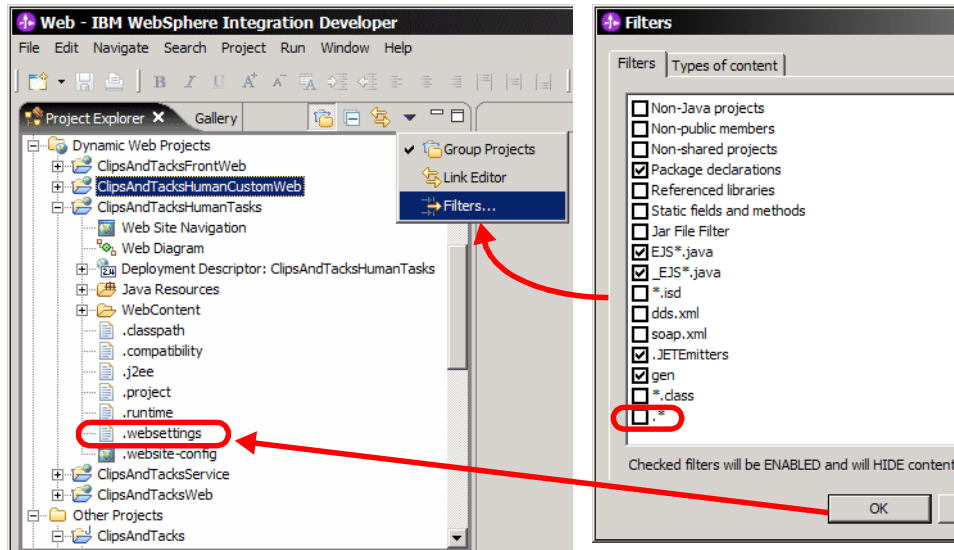 Web - IBM WebSphere Integration Developer
File Edit Navigate Search Project Run Window Help
B I U A A
Project Explorer Gallery
Group Projects
Link Editor
Filters...
Dynamic Web Projects
ClipsAndTacksFrontWeb
ClipsAndTacksHumanCustomWeb
ClipsAndTacksHumanTasks
Web Site Navigation
Web Diagram
Deployment Descriptor: ClipsAndTacksHumanTasks
Java Resources
WebContent
.classpath
.compatibility
.j2ee
.project
.runtime
.websettings
.website-config
ClipsAndTacksService
ClipsAndTacksWeb
Other Projects
ClipsAndTacks
Filters
Filters Types of content
Non-Java projects
Non-public members
Non-shared projects
Package declarations
Referenced libraries
Static fields and methods
Jar File Filter
EJS*.java
_EJS*.java
*.isd
dds.xml
soap.xml
.JETEmitters
gen
*.class
.*
Checked filters will be ENABLED and will HIDE content
OK